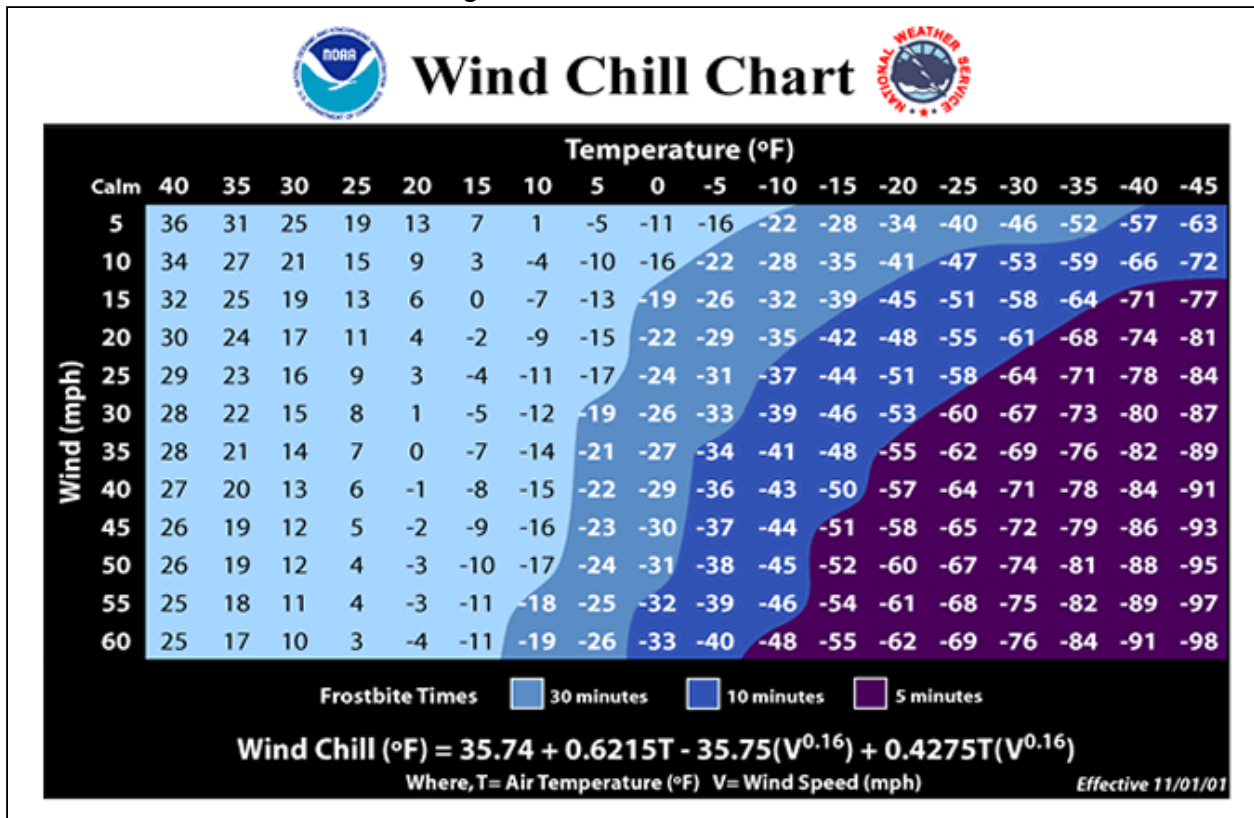 NOAA
NATIONAL OCEANIC AND ATMOSPHERIC ADMINISTRATION
U.S. DEPARTMENT OF COMMERCE
Wind Chill Chart
NATIONAL WEATHER SERVICE
Temperature (ºF)
Calm 40 35 30 25 20 15 10 5 0 -5 -10 -15 -20 -25 -30 -35 -40 -45
Wind (mph)
5 36 31 25 19 13 7 1 -5 -11 -16 -22 -28 -34 -40 -46 -52 -57 -63
10 34 27 21 15 9 3 -4 -10 -16 -22 -28 -35 -41 -47 -53 -59 -66 -72
15 32 25 19 13 6 0 -7 -13 -19 -26 -32 -39 -45 -51 -58 -64 -71 -77
20 30 24 17 11 4 -2 -9 -15 -22 -29 -35 -42 -48 -55 -61 -68 -74 -81
25 29 23 16 9 3 -4 -11 -17 -24 -31 -37 -44 -51 -58 -64 -71 -78 -84
30 28 22 15 8 1 -5 -12 -19 -26 -33 -39 -46 -53 -60 -67 -73 -80 -87
35 28 21 14 7 0 -7 -14 -21 -27 -34 -41 -48 -55 -62 -69 -76 -82 -89
40 27 20 13 6 -1 -8 -15 -22 -29 -36 -43 -50 -57 -64 -71 -78 -84 -91
45 26 19 12 5 -2 -9 -16 -23 -30 -37 -44 -51 -58 -65 -72 -79 -86 -93
50 26 19 12 4 -3 -10 -17 -24 -31 -38 -45 -52 -60 -67 -74 -81 -88 -95
55 25 18 11 4 -3 -11 -18 -25 -32 -39 -46 -54 -61 -68 -75 -82 -89 -97
60 25 17 10 3 -4 -11 -19 -26 -33 -40 -48 -55 -62 -69 -76 -84 -91 -98
Frostbite Times 30 minutes 10 minutes 5 minutes
Wind Chill (ºF) = 35.74 + 0.6215T - 35.75(V^0.16) + 0.4275T(V^0.16)
Where, T= Air Temperature (ºF) V= Wind Speed (mph) Effective 11/01/01